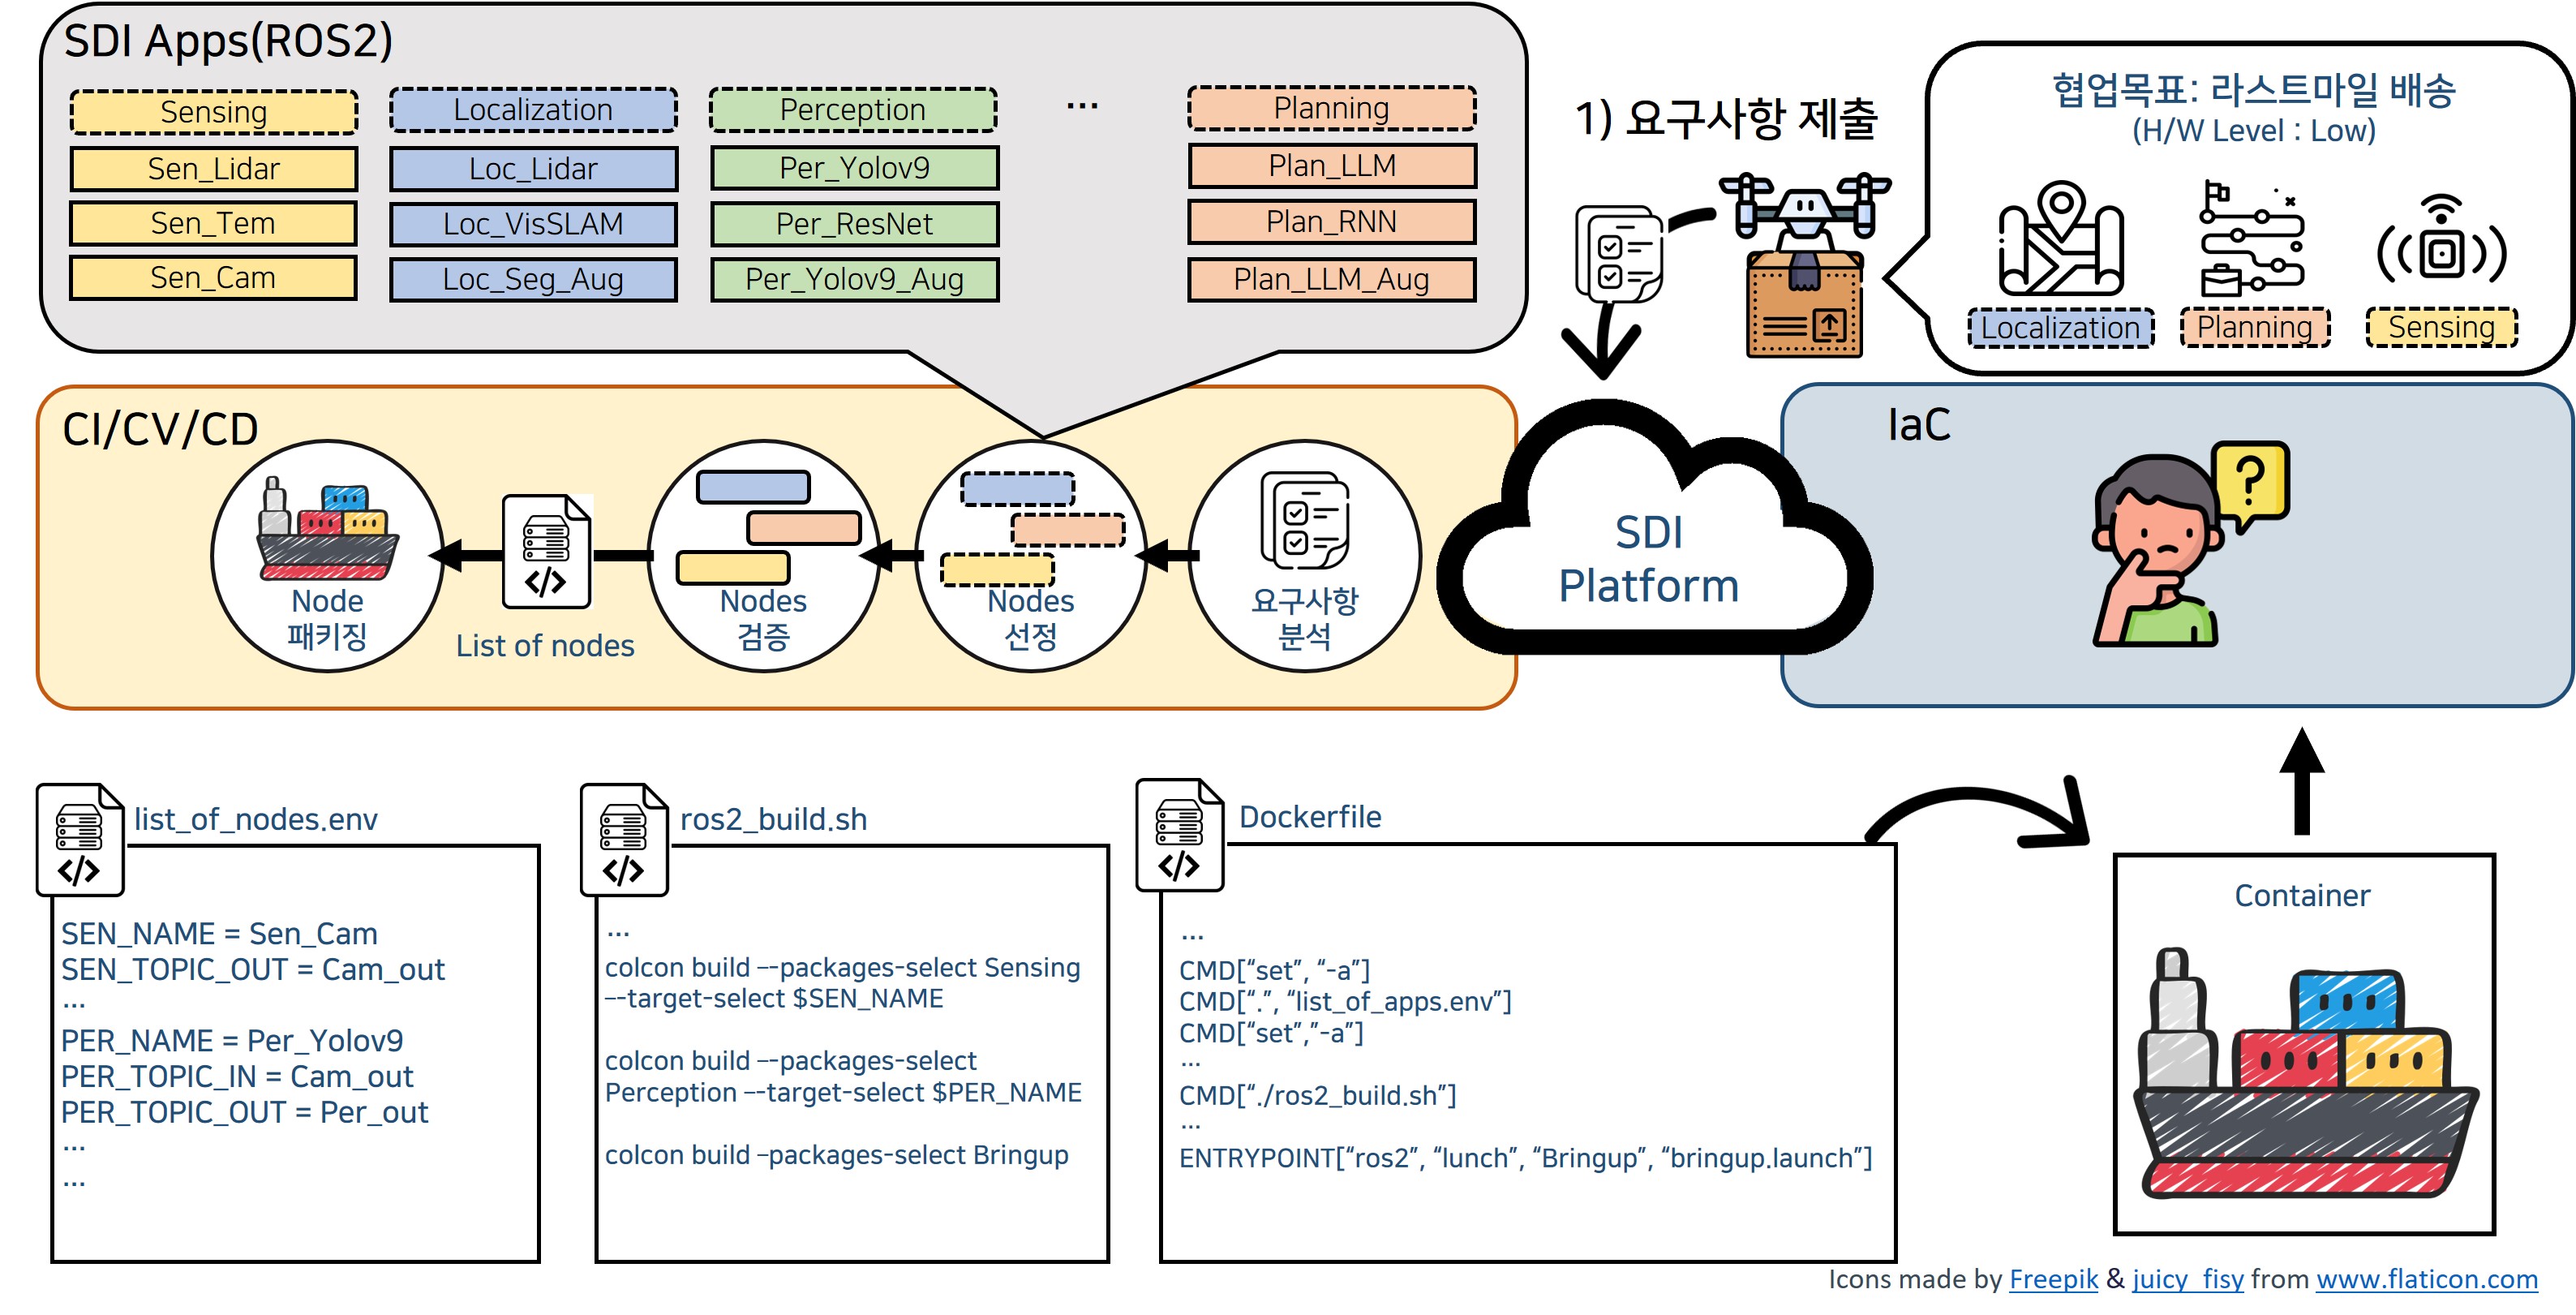 SDI Apps(ROS2)
Sensing
Sen_Lidar
Sen_Tem
Sen_Cam
Localization
Loc_Lidar
Loc_VisSLAM
Loc_Seg_Aug
Perception
Per_Yolov9
Per_ResNet
Per_Yolov9_Aug
...
Planning
Plan_LLM
Plan_RNN
Plan_LLM_Aug
1) 요구사항 제출
협업목표: 라스트마일 배송
(H/W Level : Low)
Localization
Planning
Sensing
CI/CV/CD
Node
패키징
List of nodes
Nodes
검증
Nodes
선정
요구사항
분석
SDI
Platform
IaC
?
list_of_nodes.env
SEN_NAME = Sen_Cam
SEN_TOPIC_OUT = Cam_out
...
PER_NAME = Per_Yolov9
PER_TOPIC_IN = Cam_out
PER_TOPIC_OUT = Per_out
...
...
ros2_build.sh
...
colcon build –-packages-select Sensing
–-target-select $SEN_NAME
colcon build –-packages-select
Perception –-target-select $PER_NAME
colcon build –packages-select Bringup
Dockerfile
...
CMD[“set”, “-a”]
CMD[“.”, “list_of_apps.env”]
CMD[“set”,”-a”]
...
CMD[“./ros2_build.sh”]
...
ENTRYPOINT[“ros2”, “lunch”, “Bringup”, “bringup.launch”]
Container
Icons made by Freepik & juicy_fisy from www.flaticon.com